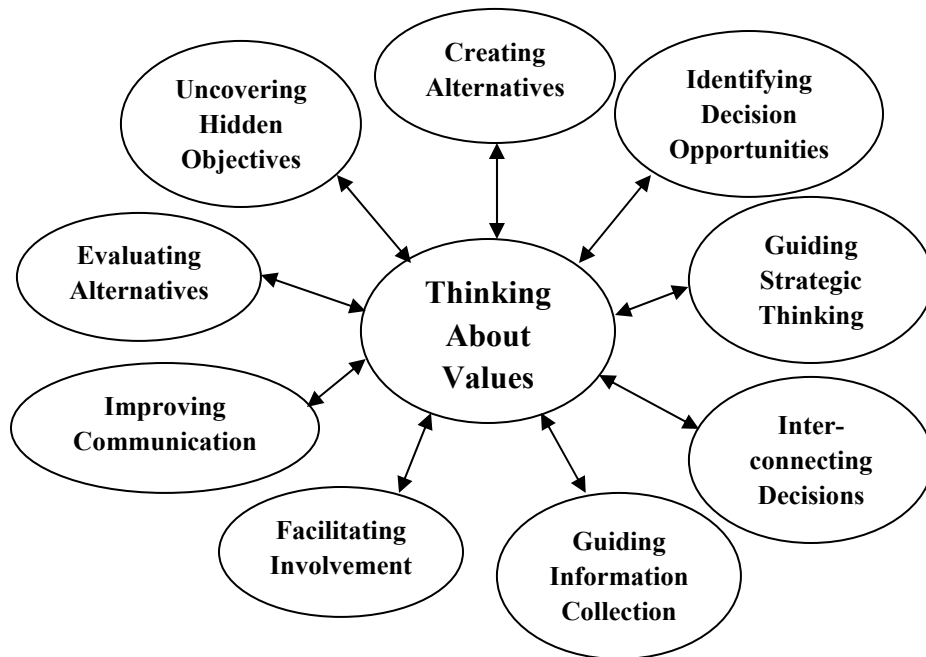 Creating
Alternatives
Identifying
Decision
Opportunities
Uncovering
Hidden
Objectives
Guiding
Strategic
Thinking
Evaluating
Alternatives
Thinking
About
Values
Improving
Communication
Inter-
connecting
Decisions
Facilitating
Involvement
Guiding
Information
Collection